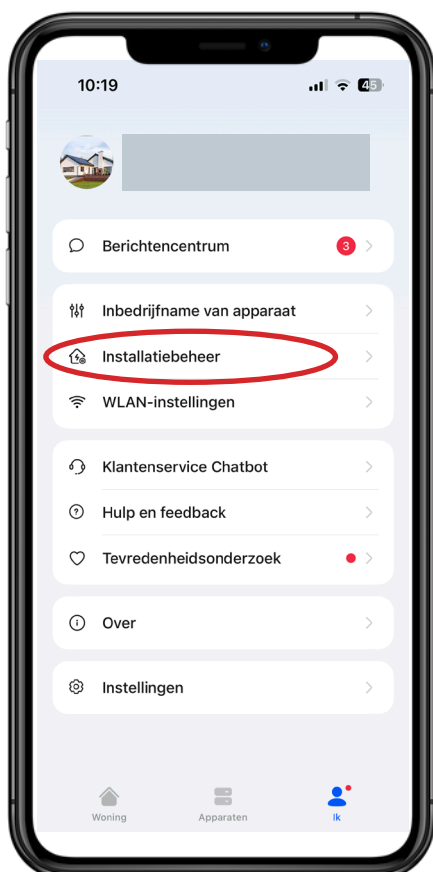 10:19
45
Berichtencentrum
3
Inbedrijfname van apparaat
Installatiebeheer
WLAN-instellingen
Klantenservice Chatbot
Hulp en feedback
Tevredenheidsonderzoek
Over
Instellingen
Woning
Apparaten
Ik